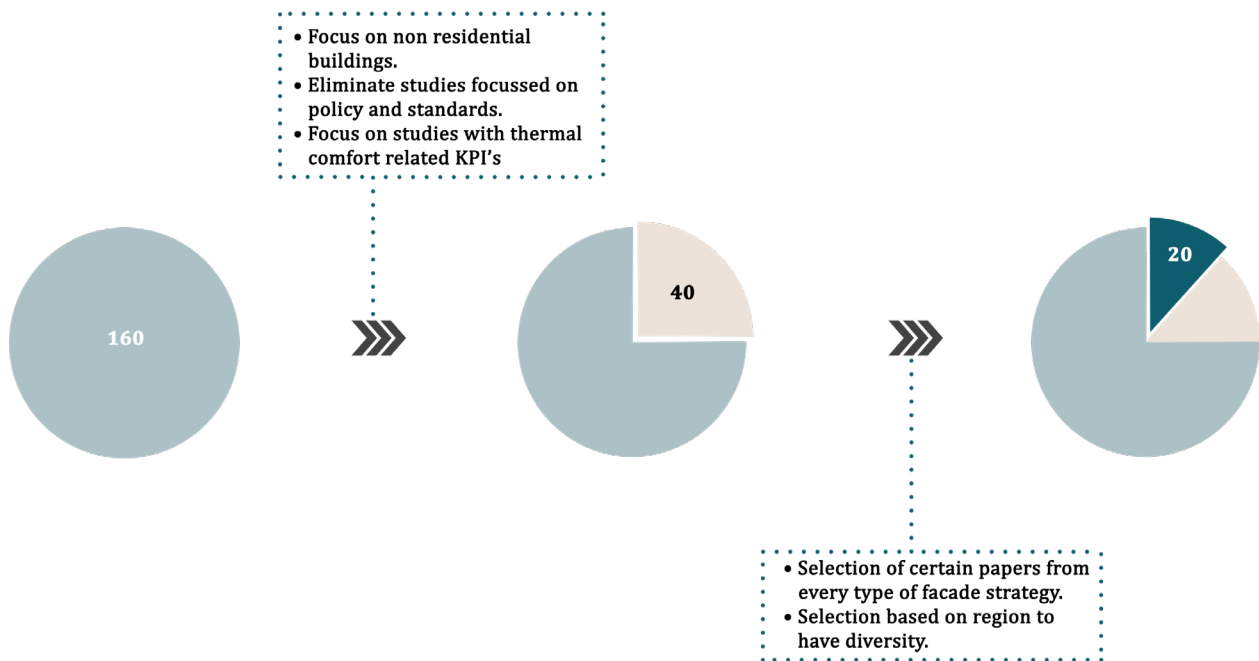 • Focus on non residential
buildings.
• Eliminate studies focussed on
policy and standards.
• Focus on studies with thermal
comfort related KPI's
160
40
20
• Selection of certain papers from
every type of facade strategy.
• Selection based on region to
have diversity.